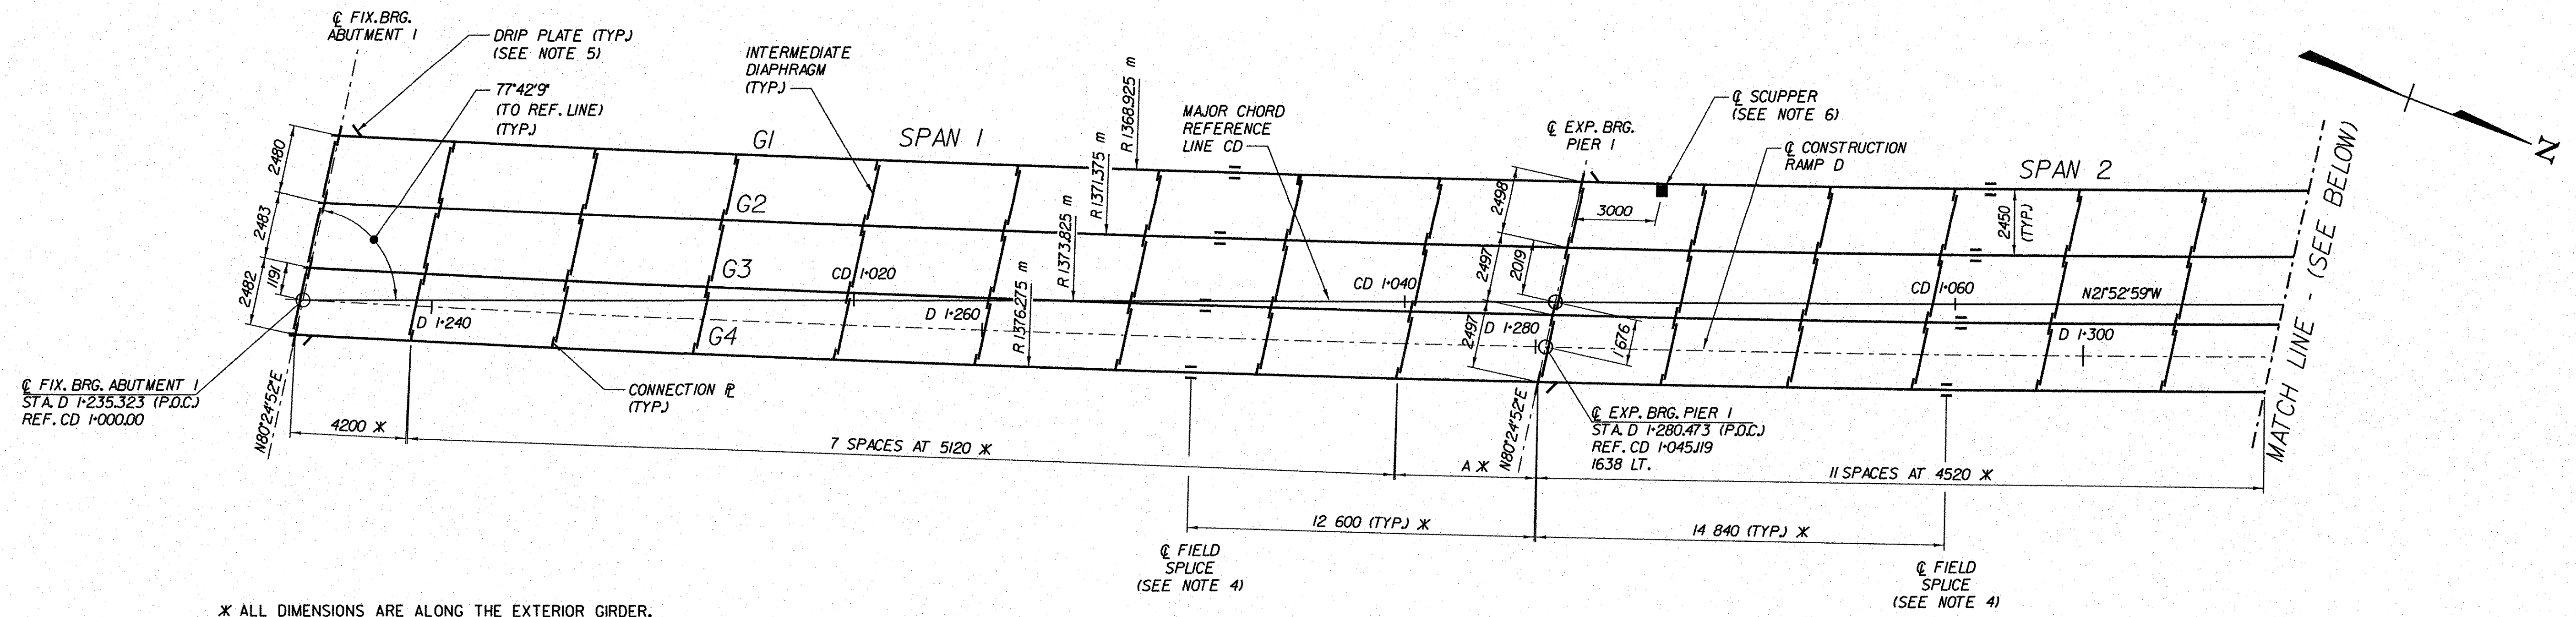 ℄ FIX. BRG.
ABUTMENT 1
DRIP PLATE (TYP.)
(SEE NOTE 5)
77°42'9"
(TO REF. LINE)
(TYP.)
INTERMEDIATE
DIAPHRAGM
(TYP.)
G1
SPAN 1
G2
G3
G4
R 1368.925 m
R 1371.375 m
R 1373.825 m
R 1376.275 m
MAJOR CHORD
REFERENCE
LINE CD
℄ EXP. BRG.
PIER 1
℄ SCUPPER
(SEE NOTE 6)
℄ CONSTRUCTION
RAMP D
SPAN 2
N
MATCH LINE - (SEE BELOW)
2480
2483
2482
1191
2498
2497
2019
2497
1676
3000
2450
(TYP.)
CD 1+020
CD 1+040
CD 1+060
N21°52'59"W
D 1+240
D 1+260
D 1+280
D 1+300
℄ FIX. BRG. ABUTMENT 1
STA. D 1+235.323 (P.O.C.)
REF. CD 1+000.00
N80°24'52"E
CONNECTION ℄
(TYP.)
N80°24'52"E
℄ EXP. BRG. PIER 1
STA. D 1+280.473 (P.O.C.)
REF. CD 1+045.119
1638 LT.
4200 ✶
7 SPACES AT 5120 ✶
A ✶
11 SPACES AT 4520 ✶
12 600 (TYP.) ✶
14 840 (TYP.) ✶
℄ FIELD
SPLICE
(SEE NOTE 4)
℄ FIELD
SPLICE
(SEE NOTE 4)
✶ ALL DIMENSIONS ARE ALONG THE EXTERIOR GIRDER.